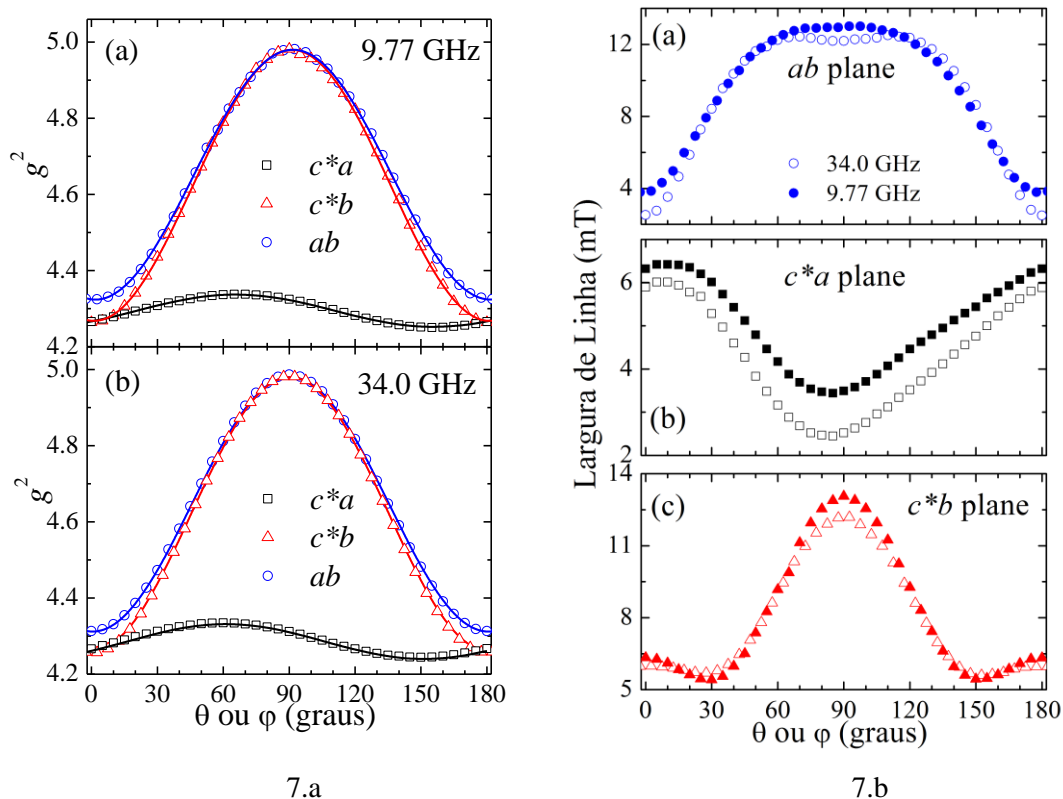 (a) 9.77 GHz
5.0
4.8
4.6
4.4
4.2
g²
c*a
c*b
ab
(b) 34.0 GHz
5.0
4.8
4.6
4.4
4.2
g²
c*a
c*b
ab
0 30 60 90 120 150 180
θ ou φ (graus)
7.a
(a)
12
8
4
ab plane
34.0 GHz
9.77 GHz
Largura de Linha (mT)
6
4
2
c*a plane
(b)
14
11
8
5
(c) c*b plane
0 30 60 90 120 150 180
θ ou φ (graus)
7.b